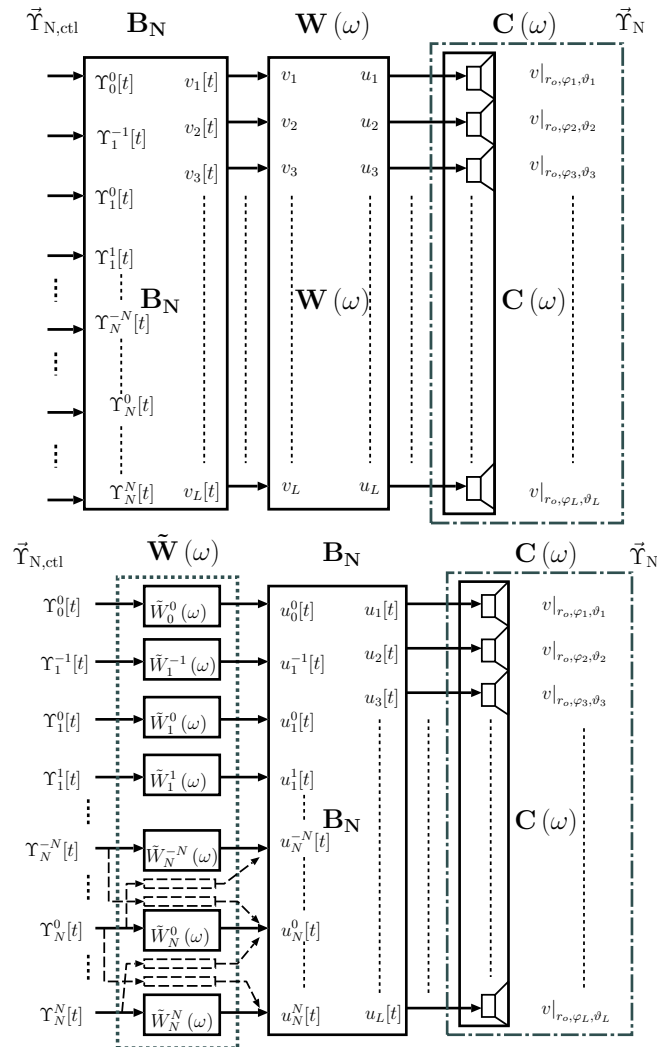 Υ⃗_{N,ctl} B_N W(ω) C(ω) Υ⃗_N
Υ_0^0[t] v_1[t] v_1 u_1 v|_{r_o,φ_1,ϑ_1}
Υ_1^{-1}[t] v_2[t] v_2 u_2 v|_{r_o,φ_2,ϑ_2}
Υ_1^0[t] v_3[t] v_3 u_3 v|_{r_o,φ_3,ϑ_3}
Υ_1^1[t]
B_N W(ω) C(ω)
Υ_N^{-N}[t]
Υ_N^0[t]
Υ_N^N[t] v_L[t] v_L u_L v|_{r_o,φ_L,ϑ_L}
Υ⃗_{N,ctl} W̃(ω) B_N C(ω) Υ⃗_N
Υ_0^0[t] W̃_0^0(ω) u_0^0[t] u_1[t] v|_{r_o,φ_1,ϑ_1}
Υ_1^{-1}[t] W̃_1^{-1}(ω) u_1^{-1}[t] u_2[t] v|_{r_o,φ_2,ϑ_2}
Υ_1^0[t] W̃_1^0(ω) u_1^0[t] u_3[t] v|_{r_o,φ_3,ϑ_3}
Υ_1^1[t] W̃_1^1(ω) u_1^1[t]
B_N C(ω)
Υ_N^{-N}[t] W̃_N^{-N}(ω) u_N^{-N}[t]
Υ_N^0[t] W̃_N^0(ω) u_N^0[t]
Υ_N^N[t] W̃_N^N(ω) u_N^N[t] u_L[t] v|_{r_o,φ_L,ϑ_L}